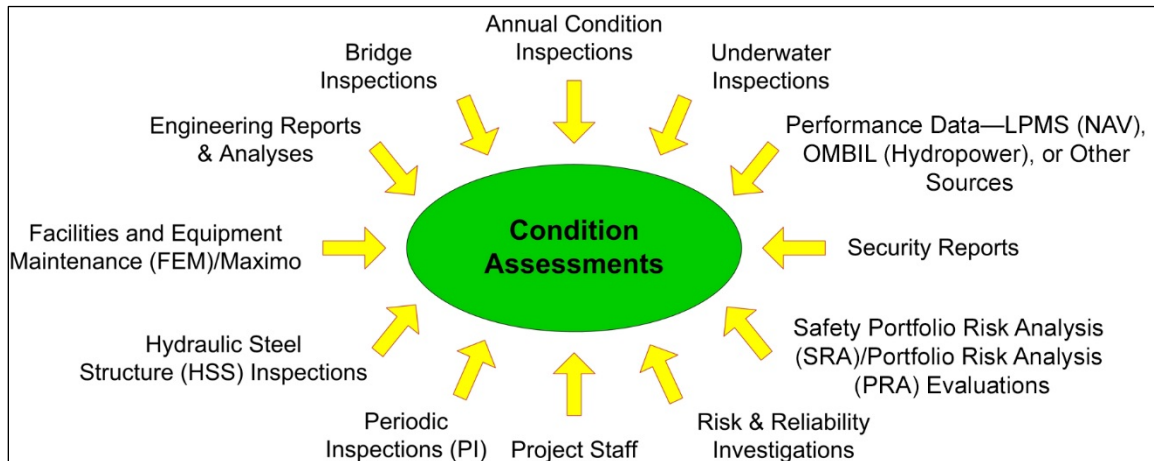 Annual Condition
Inspections
Bridge
Inspections
Underwater
Inspections
Engineering Reports
& Analyses
Performance Data—LPMS (NAV),
OMBIL (Hydropower), or Other
Sources
Facilities and Equipment
Maintenance (FEM)/Maximo
Condition
Assessments
Security Reports
Hydraulic Steel
Structure (HSS) Inspections
Safety Portfolio Risk Analysis
(SRA)/Portfolio Risk Analysis
(PRA) Evaluations
Periodic
Inspections (PI)
Project Staff
Risk & Reliability
Investigations